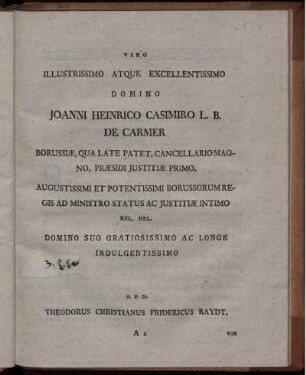 VIRO
ILLUSTRISSIMO ATQUE EXCELLENTISSIMO
DOMINO
JOANNI HEINRICO CASIMIRO L. B.
DE CARMER
BORUSSIÆ, QUA LATE PATET, CANCELLARIO MAG-
NO, PRÆSIDI JUSTITIÆ PRIMO,
AUGUSTISSIMI ET POTENTISSIMI BORUSSORUM RE-
GIS AD MINISTRO STATUS AC JUSTITIÆ INTIMO
REL. REL.
DOMINO SUO GRATIOSISSIMO AC LONGE
INDULGENTISSIMO
S. P. D.
THEODORUS CHRISTIANUS FRIDERICUS RAYDT,
A 2 VIR